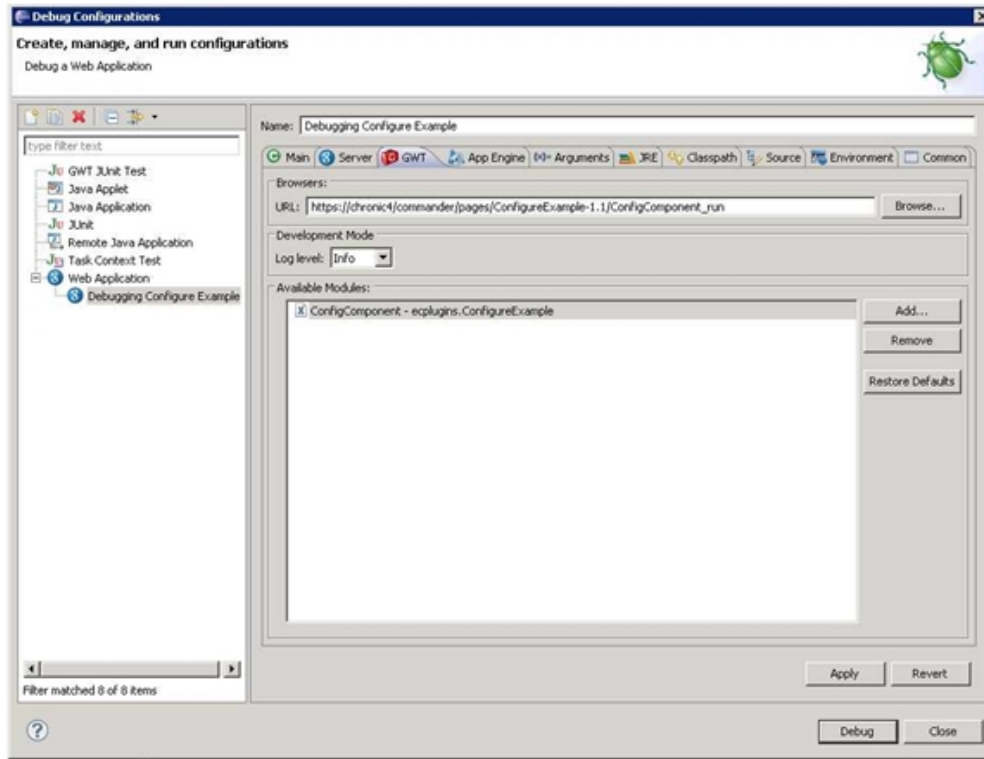 Debug Configurations
Create, manage, and run configurations
Debug a Web Application
type filter text
GWT JUnit Test
Java Applet
Java Application
JUnit
Remote Java Application
Task Context Test
Web Application
Debugging Configure Example
Filter matched 8 of 8 items
Name: Debugging Configure Example
Main Server GWT App Engine Arguments JRE Classpath Source Environment Common
Browsers:
URL: https://chronic4/commander/pages/ConfigureExample-1.1/ConfigComponent_run Browse...
Development Mode
Log level: Info
Available Modules:
ConfigComponent - ecplugins.ConfigureExample
Add...
Remove
Restore Defaults
Apply Revert
Debug Close